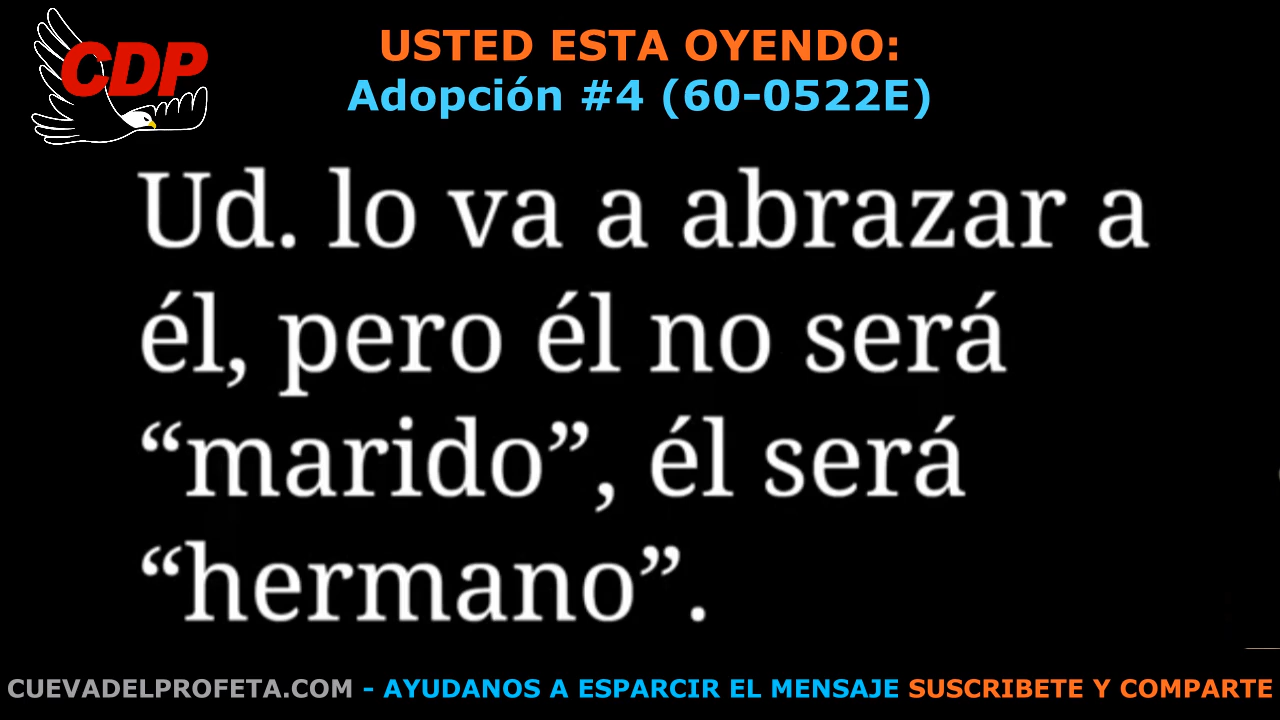 CDP
USTED ESTA OYENDO:
Adopción #4 (60-0522E)
Ud. lo va a abrazar a
él, pero él no será
“marido”, él será
“hermano”.
CUEVADELPROFETA.COM - AYUDANOS A ESPARCIR EL MENSAJE SUSCRIBETE Y COMPARTE